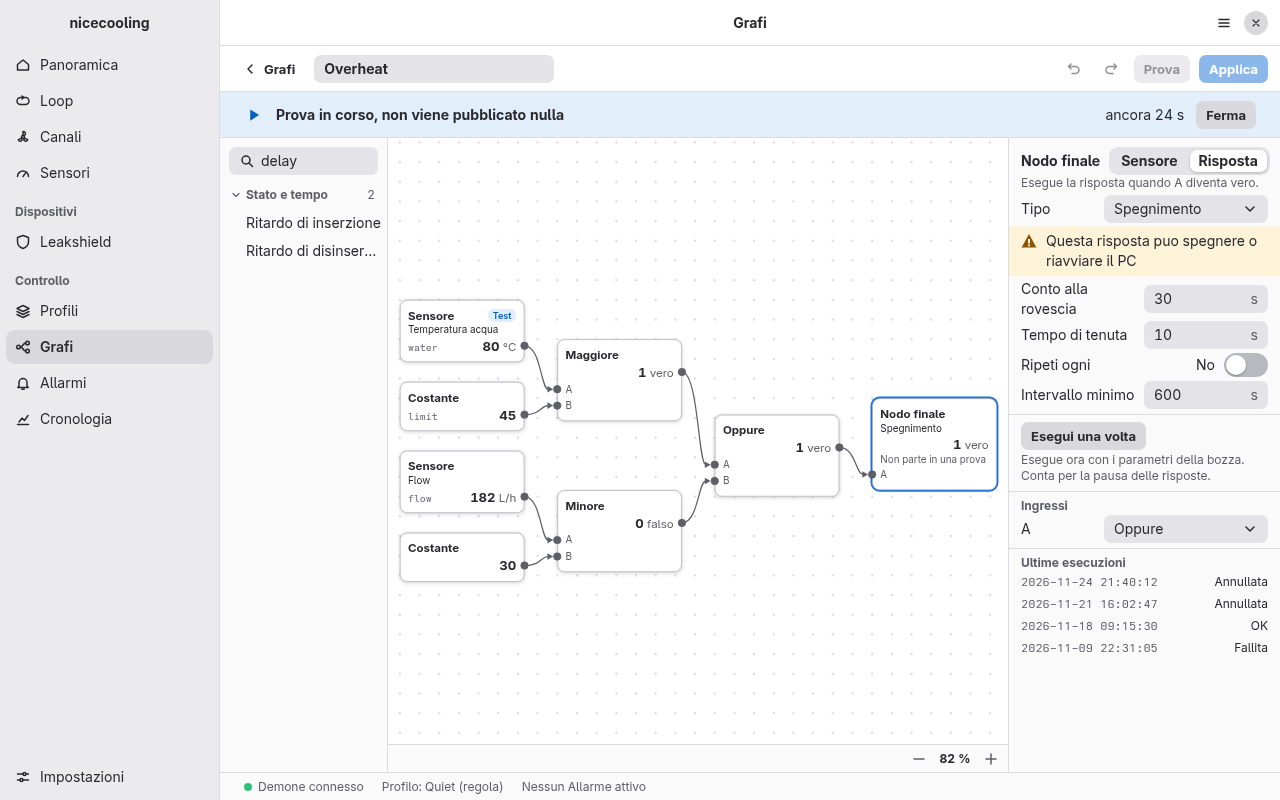 nicecooling
Grafi
Panoramica
Loop
Canali
Sensori
Dispositivi
Leakshield
Controllo
Profili
Grafi
Allarmi
Cronologia
Impostazioni
Grafi
Overheat
Prova
Applica
Prova in corso, non viene pubblicato nulla
ancora 24 s
Ferma
delay
Stato e tempo 2
Ritardo di inserzione
Ritardo di disinser...
Sensore Test
Temperatura acqua
water 80 °C
Costante
limit 45
Sensore
Flow
flow 182 L/h
Costante
30
Maggiore
1 vero
A
B
Minore
0 falso
A
B
Oppure
1 vero
A
B
Nodo finale
Spegnimento
1 vero
Non parte in una prova
A
82 %
Nodo finale Sensore Risposta
Esegue la risposta quando A diventa vero.
Tipo Spegnimento
Questa risposta puo spegnere o
riavviare il PC
Conto alla
rovescia 30 s
Tempo di tenuta 10 s
Ripeti ogni No
Intervallo minimo 600 s
Esegui una volta
Esegue ora con i parametri della bozza.
Conta per la pausa delle risposte.
Ingressi
A Oppure
Ultime esecuzioni
2026-11-24 21:40:12 Annullata
2026-11-21 16:02:47 Annullata
2026-11-18 09:15:30 OK
2026-11-09 22:31:05 Fallita
Demone connesso Profilo: Quiet (regola) Nessun Allarme attivo